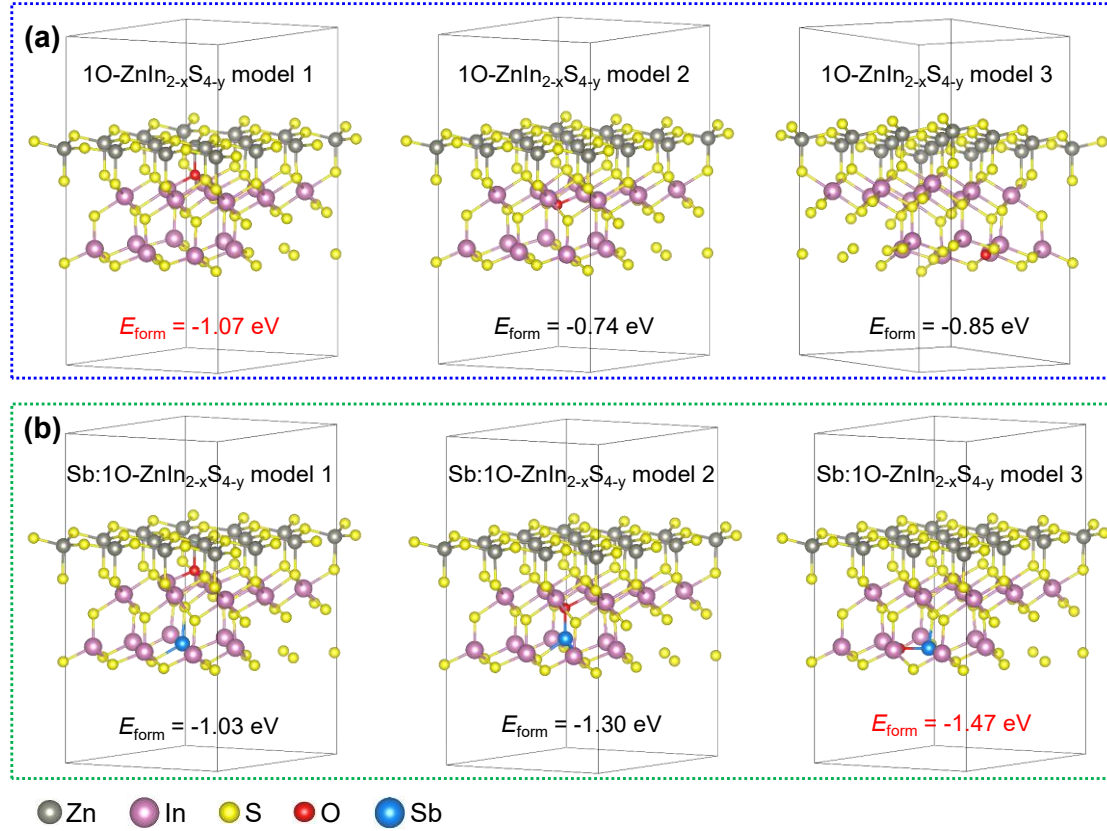 (a)
1O-ZnIn2-xS4-y model 1
1O-ZnIn2-xS4-y model 2
1O-ZnIn2-xS4-y model 3
Eform = -1.07 eV
Eform = -0.74 eV
Eform = -0.85 eV
(b)
Sb:1O-ZnIn2-xS4-y model 1
Sb:1O-ZnIn2-xS4-y model 2
Sb:1O-ZnIn2-xS4-y model 3
Eform = -1.03 eV
Eform = -1.30 eV
Eform = -1.47 eV
Zn In S O Sb